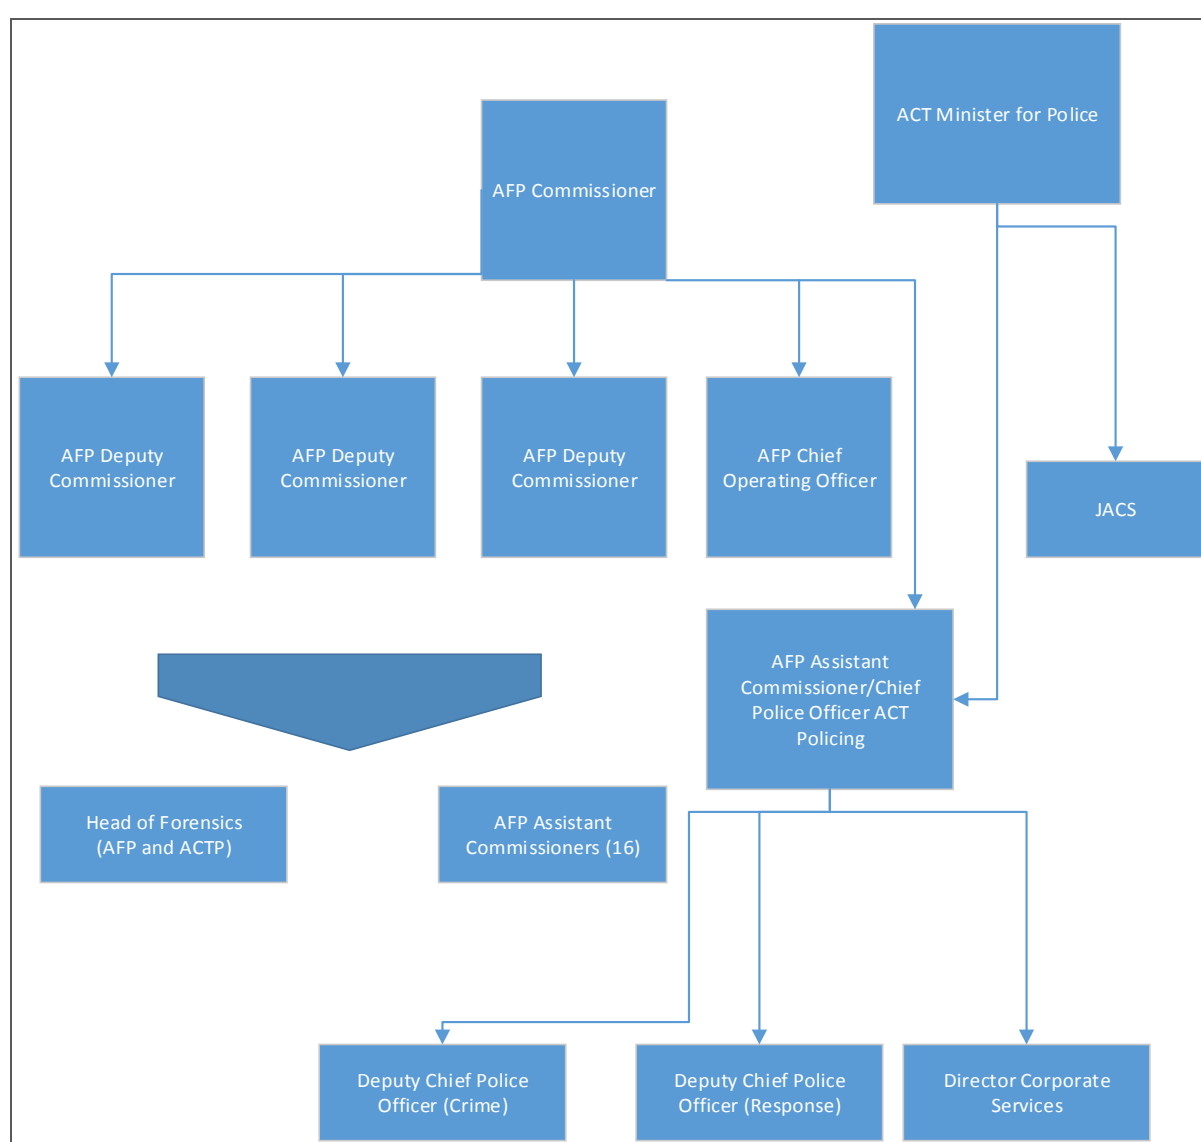 ACT Minister for Police
AFP Commissioner
AFP Deputy
Commissioner
AFP Deputy
Commissioner
AFP Deputy
Commissioner
AFP Chief
Operating Officer
JACS
AFP Assistant
Commissioner/Chief
Police Officer ACT
Policing
Head of Forensics
(AFP and ACTP)
AFP Assistant
Commissioners (16)
Deputy Chief Police
Officer (Crime)
Deputy Chief Police
Officer (Response)
Director Corporate
Services